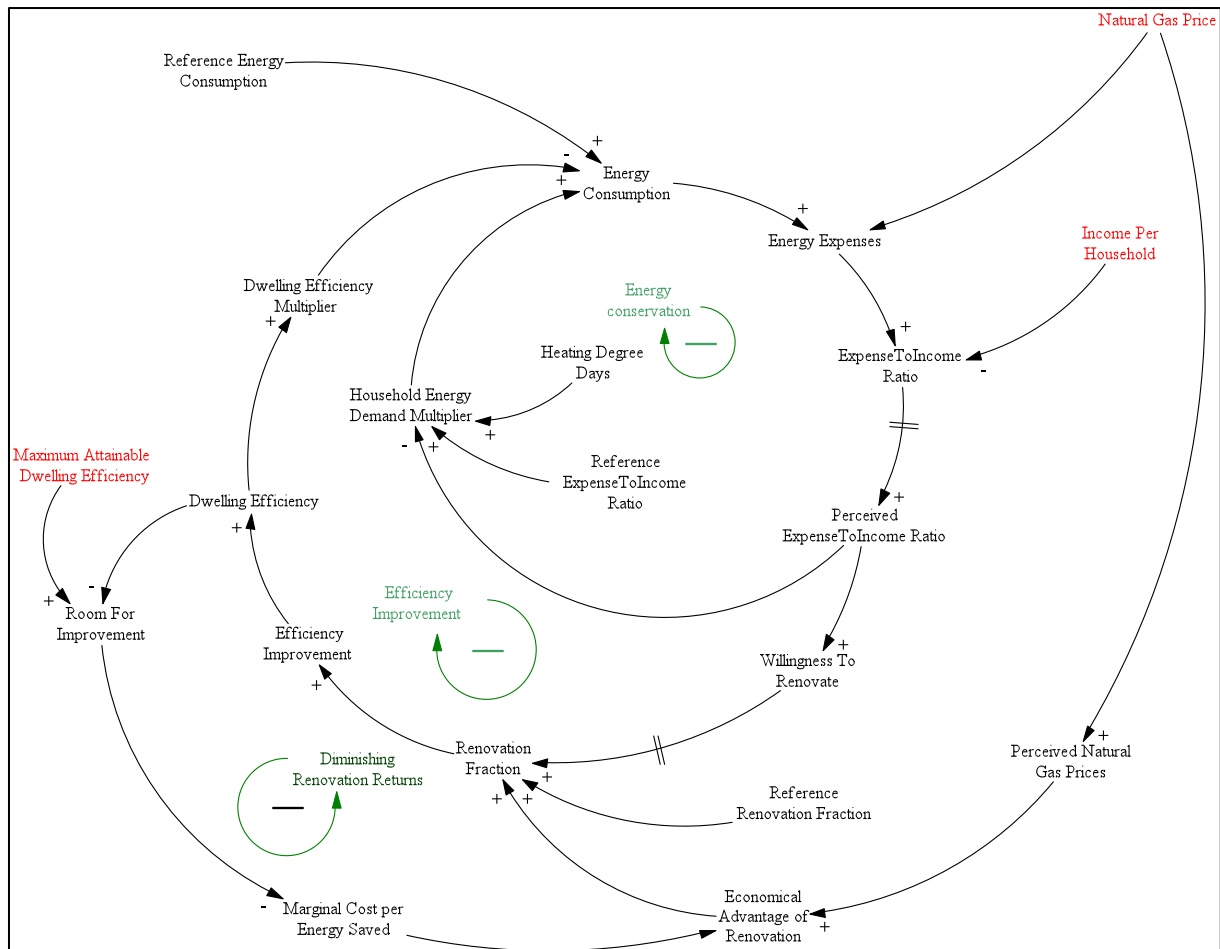 Natural Gas Price
Reference Energy
Consumption
+
-
+
Energy
Consumption
+
Energy Expenses
Income Per
Household
Dwelling Efficiency
Multiplier
+
Energy
conservation
—
+
ExpenseToIncome
Ratio
-
Heating Degree
Days
Household Energy
Demand Multiplier
+
-
+
Reference
ExpenseToIncome
Ratio
Maximum Attainable
Dwelling Efficiency
Dwelling Efficiency
+
+
Perceived
ExpenseToIncome Ratio
-
+
Room For
Improvement
Efficiency
Improvement
—
Efficiency
Improvement
+
+
Willingness To
Renovate
+
Perceived Natural
Gas Prices
Renovation
Fraction
+
+
+
Diminishing
Renovation Returns
—
Reference
Renovation Fraction
-
Marginal Cost per
Energy Saved
Economical
Advantage of
Renovation
+